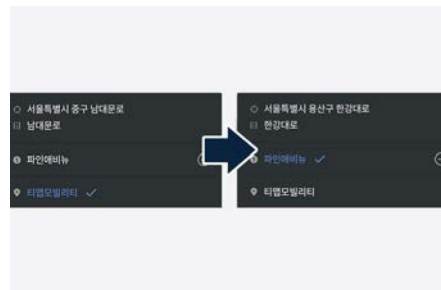 서울특별시 중구 남대문로
남대문로
파인애비뉴
티맵모빌리티
서울특별시 용산구 한강대로
한강대로
파인애비뉴
티맵모빌리티